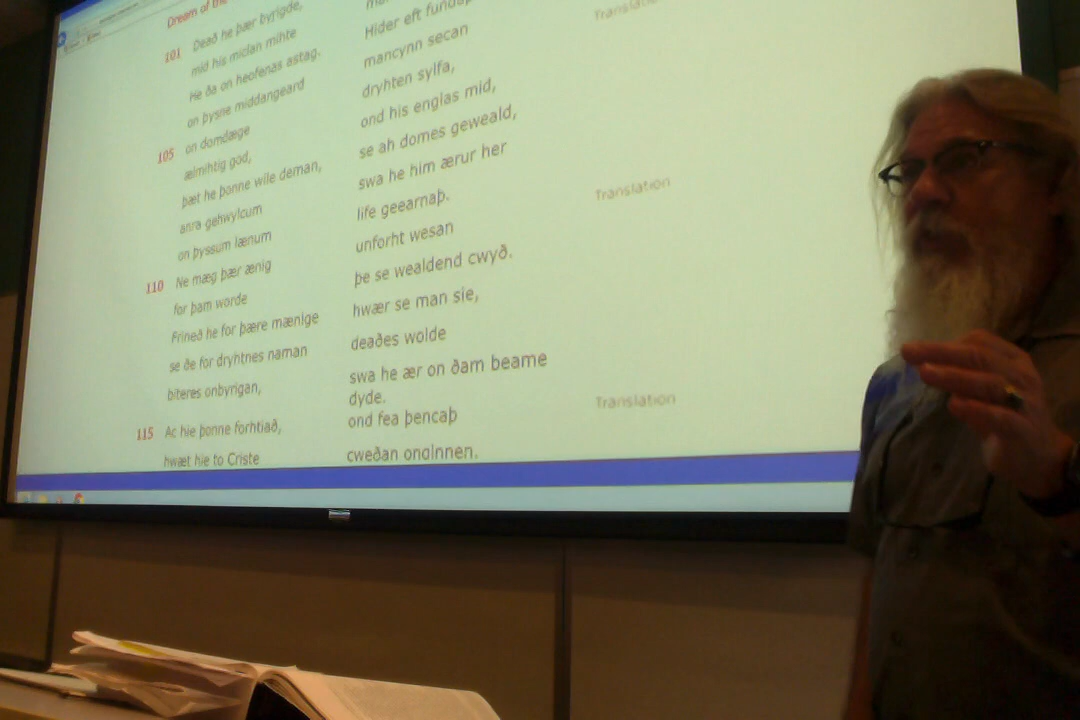 Dream of the
101 Deað he þær byrigde,
mid his miclan mihte
He ða on heofenas astag. Hider eft
on þysne middangeard mancynn secan
105 on domdæge dryhten sylfa,
ælmihtig god, ond his englas mid,
þæt he þonne wile deman, se ah domes geweald,
anra gehwylcum swa he him ærur her
on þyssum lænum life geearnaþ.
110 Ne mæg þær ænig unforht wesan
for þam worde þe se wealdend cwyð.
Frineð he for þære mænige hwær se man sie,
se ðe for dryhtnes naman deaðes wolde
biteres onbyrigan, swa he ær on ðam beame
dyde.
115 Ac hie þonne forhtiað, ond fea þencaþ
hwæt hie to Criste cweðan onginnen.
Translation
Translation
Translation